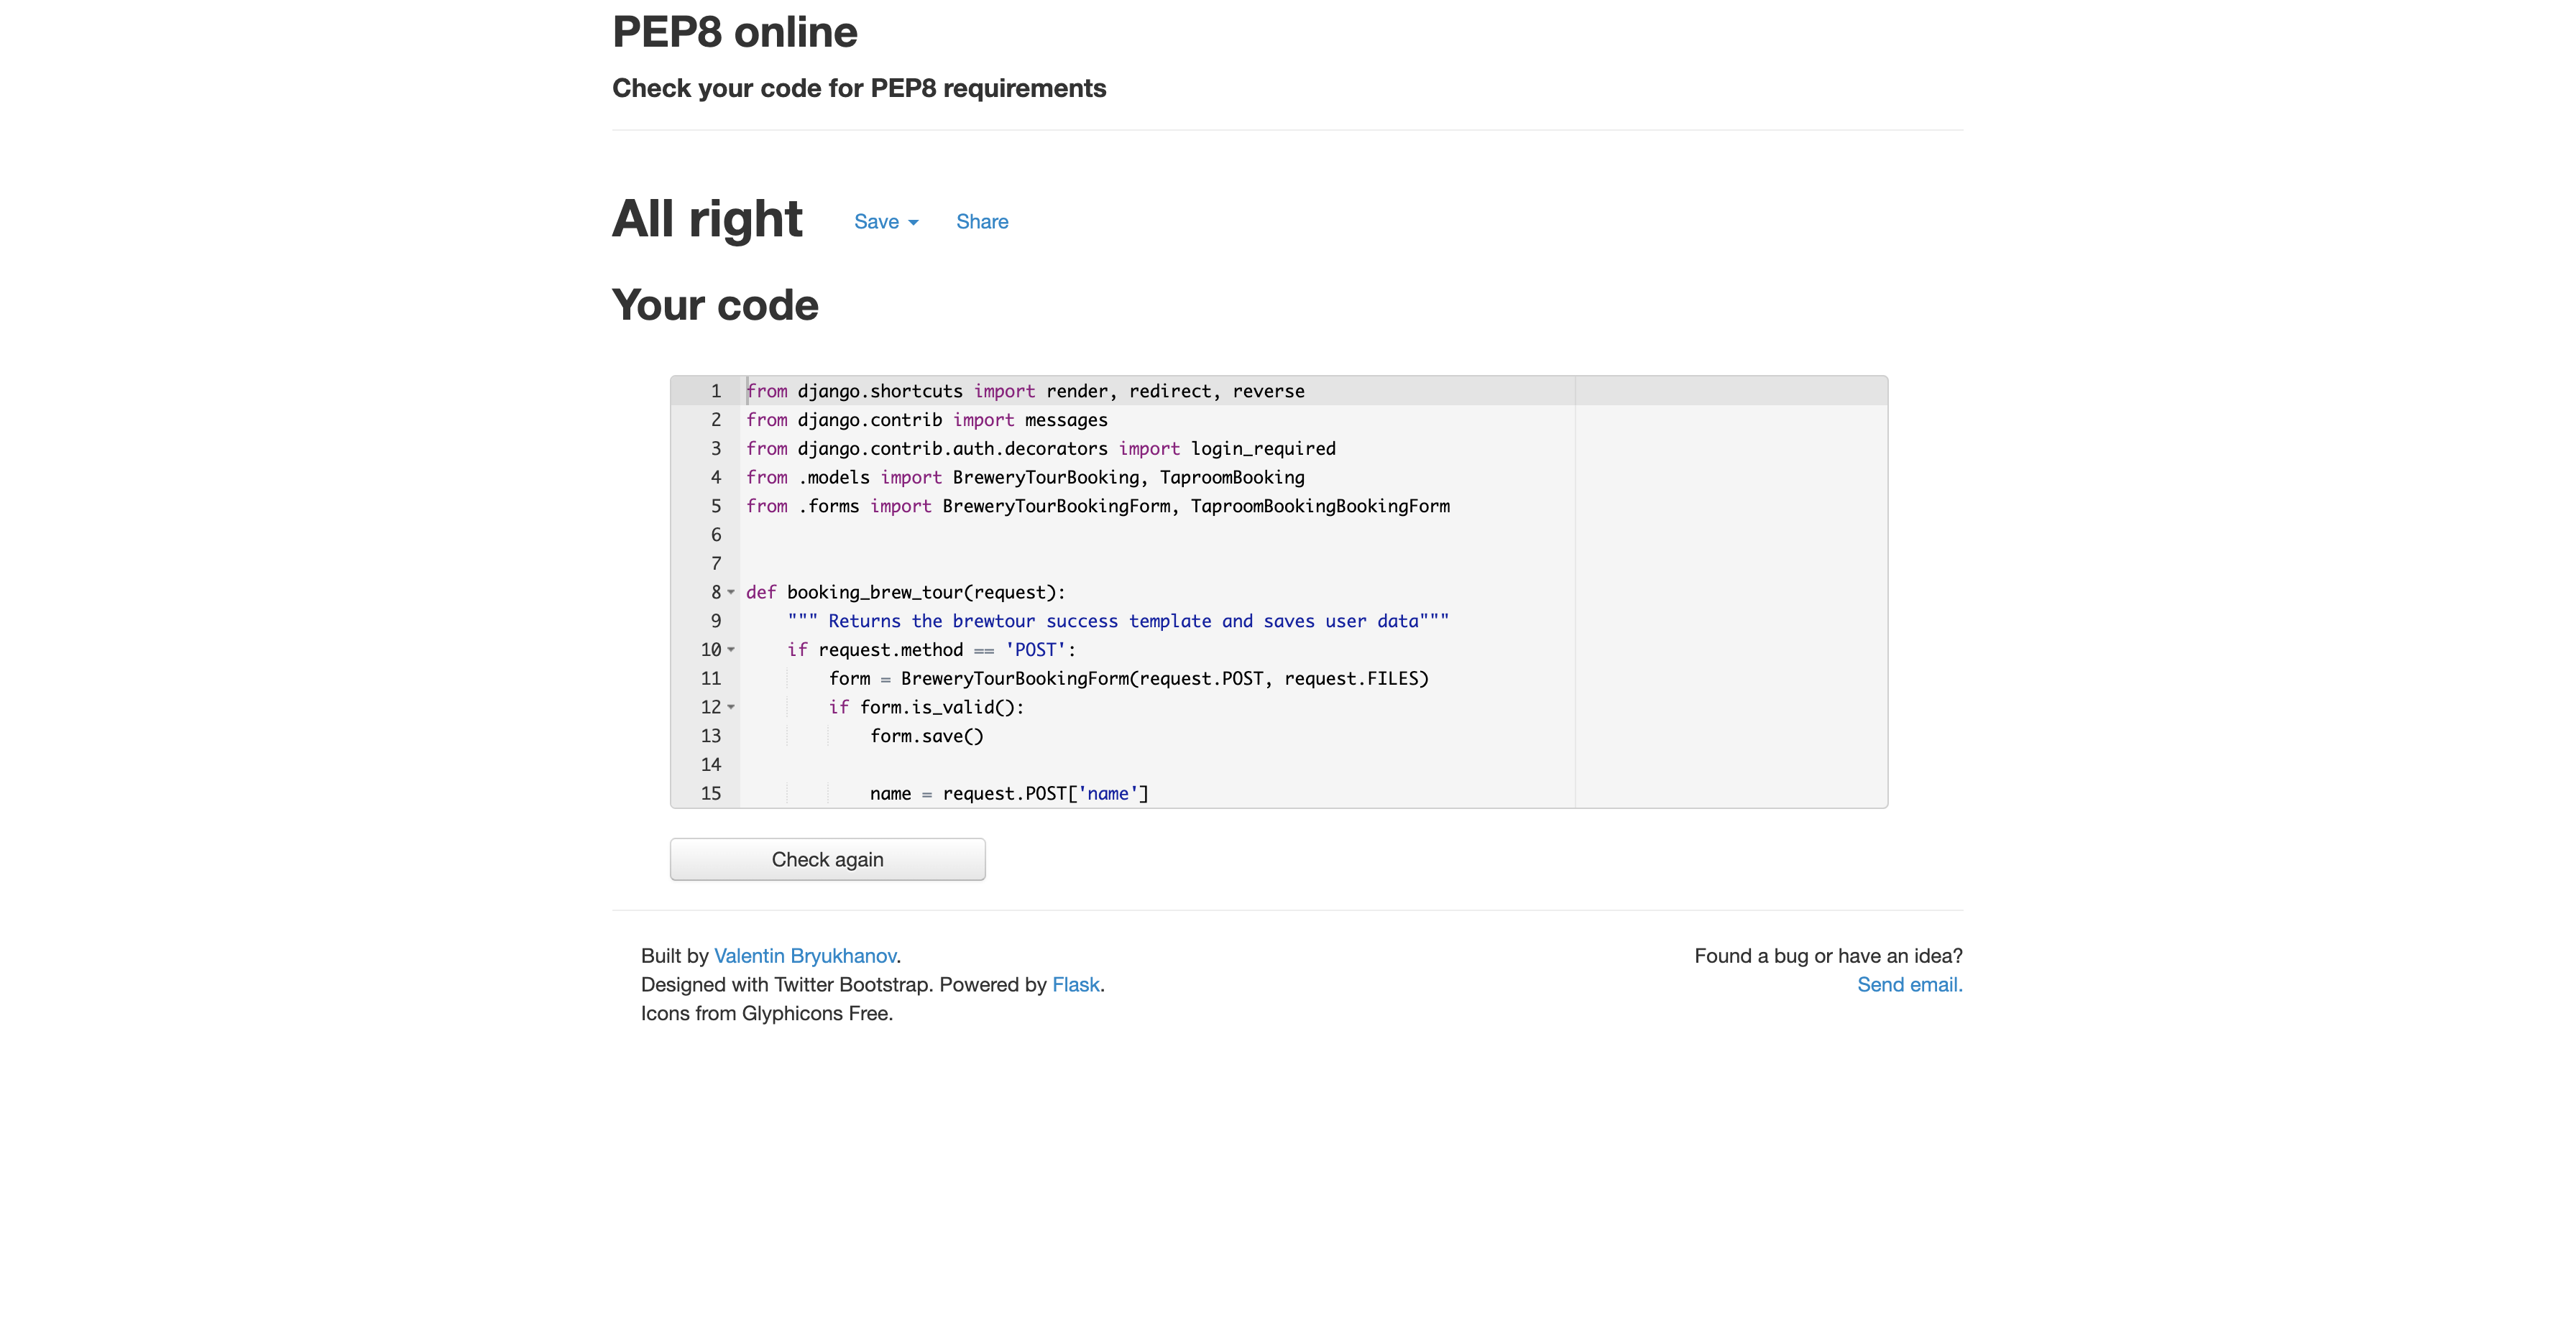 PEP8 online
Check your code for PEP8 requirements
All right Save Share
Your code
1 from django.shortcuts import render, redirect, reverse
2 from django.contrib import messages
3 from django.contrib.auth.decorators import login_required
4 from .models import BreweryTourBooking, TaproomBooking
5 from .forms import BreweryTourBookingForm, TaproomBookingBookingForm
6
7
8 def booking_brew_tour(request):
9     """ Returns the brewtour success template and saves user data"""
10     if request.method == 'POST':
11         form = BreweryTourBookingForm(request.POST, request.FILES)
12         if form.is_valid():
13             form.save()
14
15             name = request.POST['name']
Check again
Built by Valentin Bryukhanov.
Designed with Twitter Bootstrap. Powered by Flask.
Icons from Glyphicons Free.
Found a bug or have an idea?
Send email.